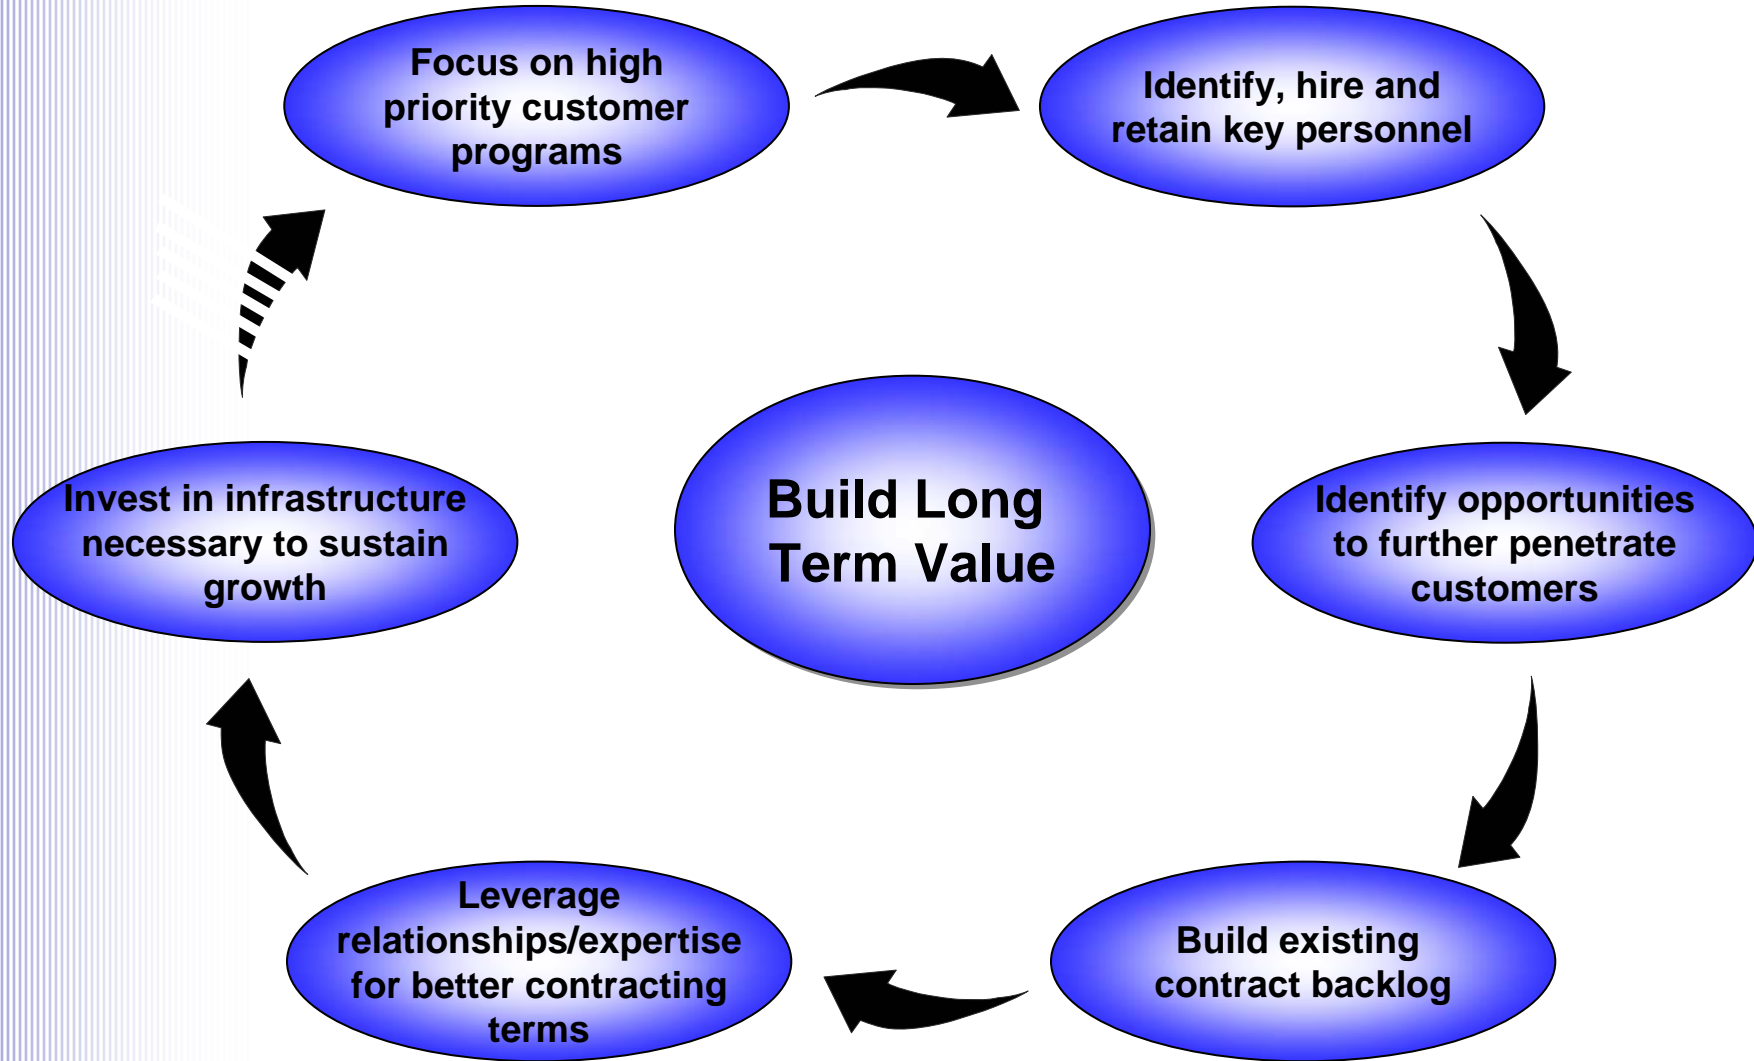 Focus on high
priority customer
programs
Identify, hire and
retain key personnel
Identify opportunities
to further penetrate
customers
Build existing
contract backlog
Leverage
relationships/expertise
for better contracting
terms
Invest in infrastructure
necessary to sustain
growth
Build Long
Term Value